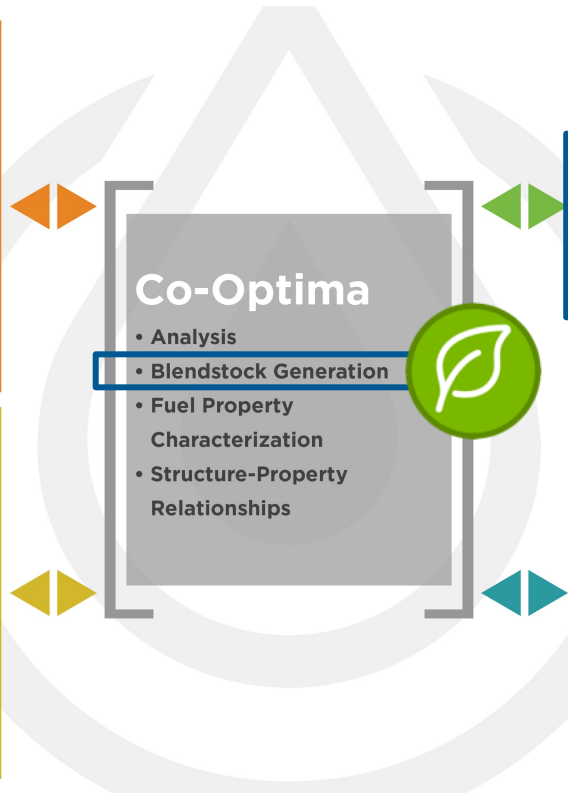 Co-Optima
• Analysis
• Blendstock Generation
• Fuel Property
Characterization
• Structure-Property
Relationships